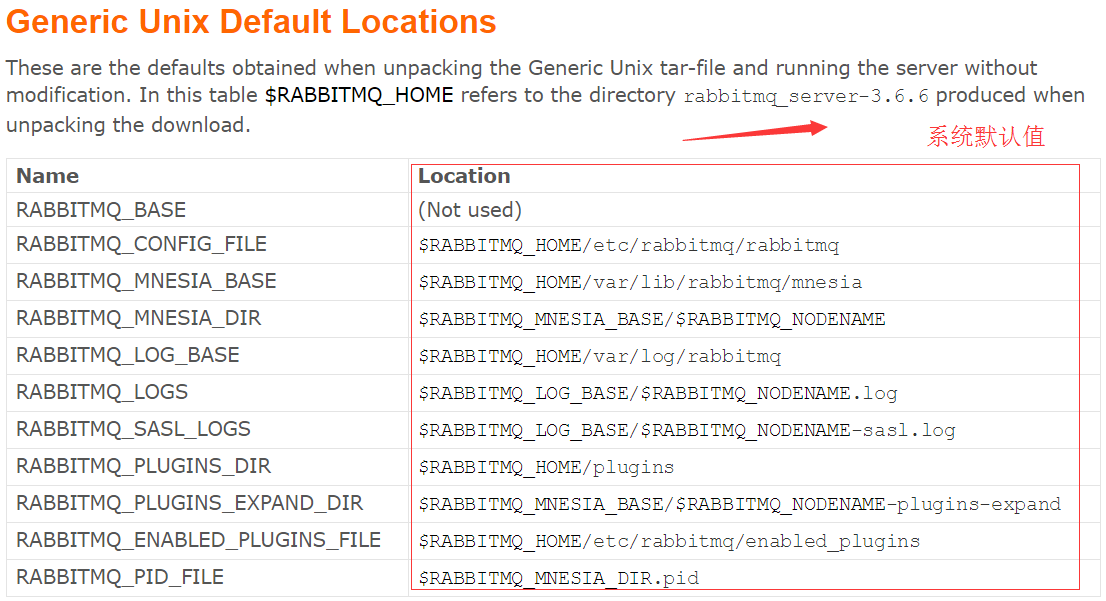 Generic Unix Default Locations
These are the defaults obtained when unpacking the Generic Unix tar-file and running the server without
modification. In this table $RABBITMQ_HOME refers to the directory rabbitmq_server-3.6.6 produced when
unpacking the download.
系统默认值
Name Location
RABBITMQ_BASE (Not used)
RABBITMQ_CONFIG_FILE $RABBITMQ_HOME/etc/rabbitmq/rabbitmq
RABBITMQ_MNESIA_BASE $RABBITMQ_HOME/var/lib/rabbitmq/mnesia
RABBITMQ_MNESIA_DIR $RABBITMQ_MNESIA_BASE/$RABBITMQ_NODENAME
RABBITMQ_LOG_BASE $RABBITMQ_HOME/var/log/rabbitmq
RABBITMQ_LOGS $RABBITMQ_LOG_BASE/$RABBITMQ_NODENAME.log
RABBITMQ_SASL_LOGS $RABBITMQ_LOG_BASE/$RABBITMQ_NODENAME-sasl.log
RABBITMQ_PLUGINS_DIR $RABBITMQ_HOME/plugins
RABBITMQ_PLUGINS_EXPAND_DIR $RABBITMQ_MNESIA_BASE/$RABBITMQ_NODENAME-plugins-expand
RABBITMQ_ENABLED_PLUGINS_FILE $RABBITMQ_HOME/etc/rabbitmq/enabled_plugins
RABBITMQ_PID_FILE $RABBITMQ_MNESIA_DIR.pid